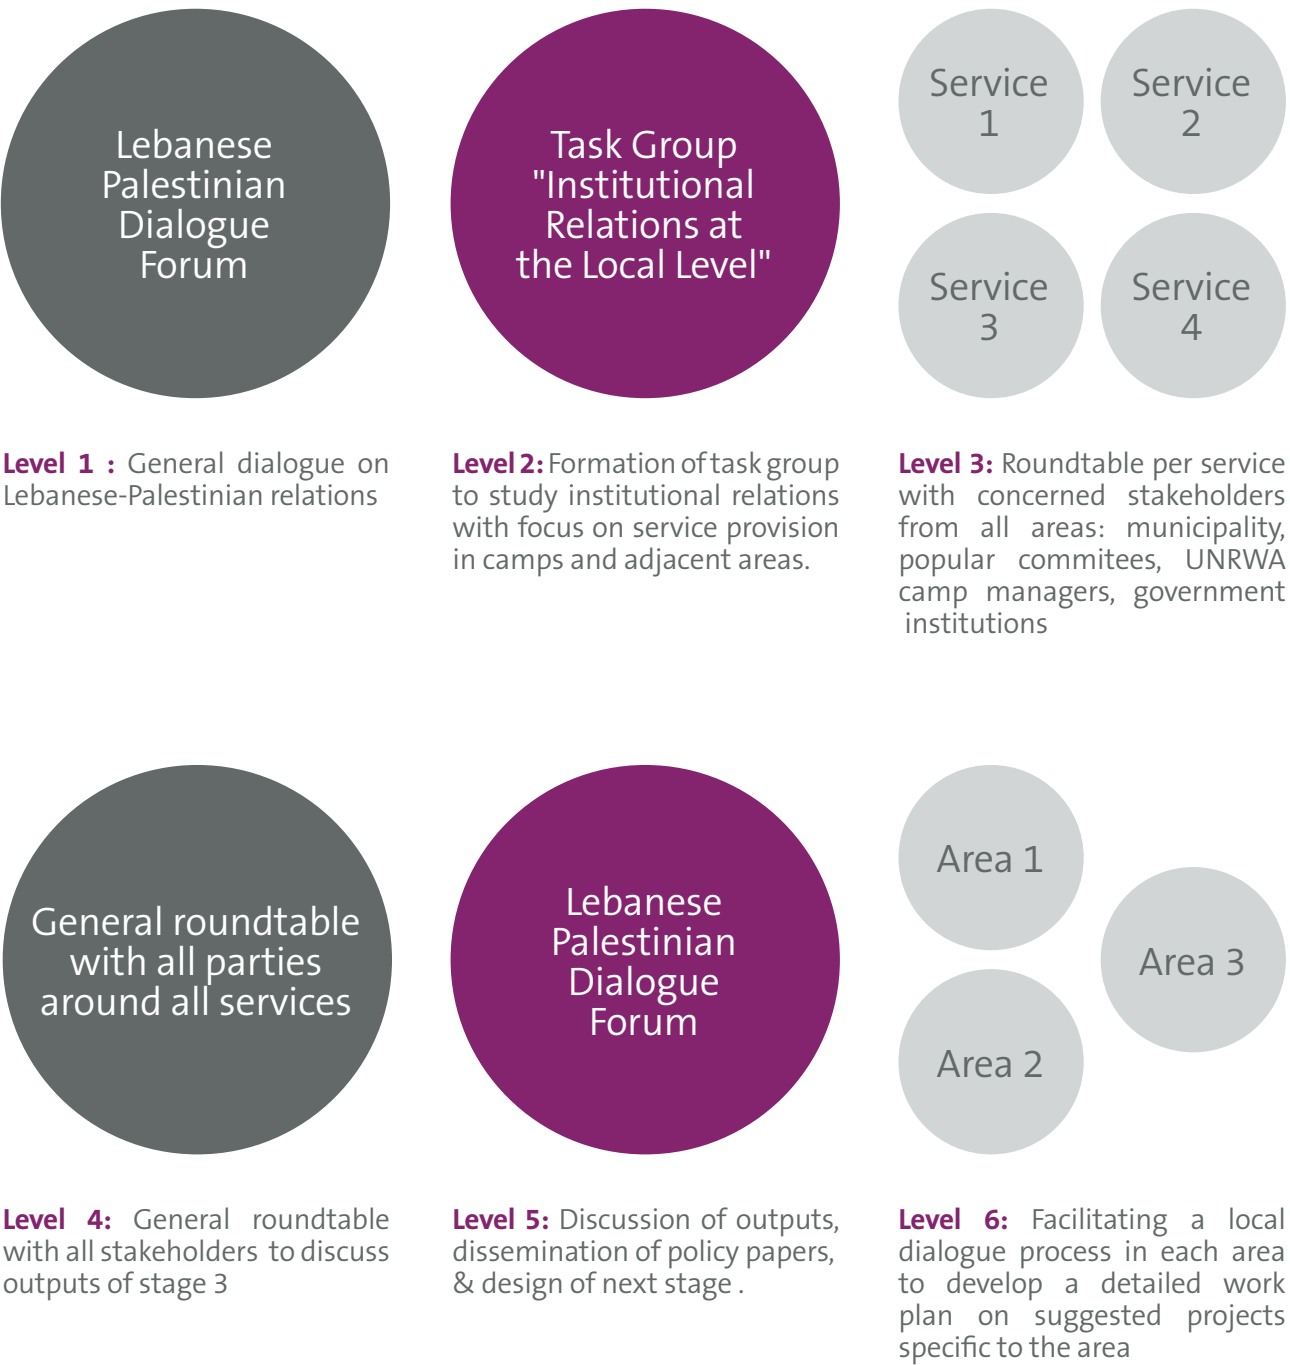 Lebanese
Palestinian
Dialogue
Forum
Task Group
"Institutional
Relations at
the Local Level"
Service
1
Service
2
Service
3
Service
4
Level 1 : General dialogue on
Lebanese-Palestinian relations
Level 2: Formation of task group
to study institutional relations
with focus on service provision
in camps and adjacent areas.
Level 3: Roundtable per service
with concerned stakeholders
from all areas: municipality,
popular commitees, UNRWA
camp managers, government
institutions
General roundtable
with all parties
around all services
Lebanese
Palestinian
Dialogue
Forum
Area 1
Area 2
Area 3
Level 4: General roundtable
with all stakeholders to discuss
outputs of stage 3
Level 5: Discussion of outputs,
dissemination of policy papers,
& design of next stage .
Level 6: Facilitating a local
dialogue process in each area
to develop a detailed work
plan on suggested projects
specific to the area